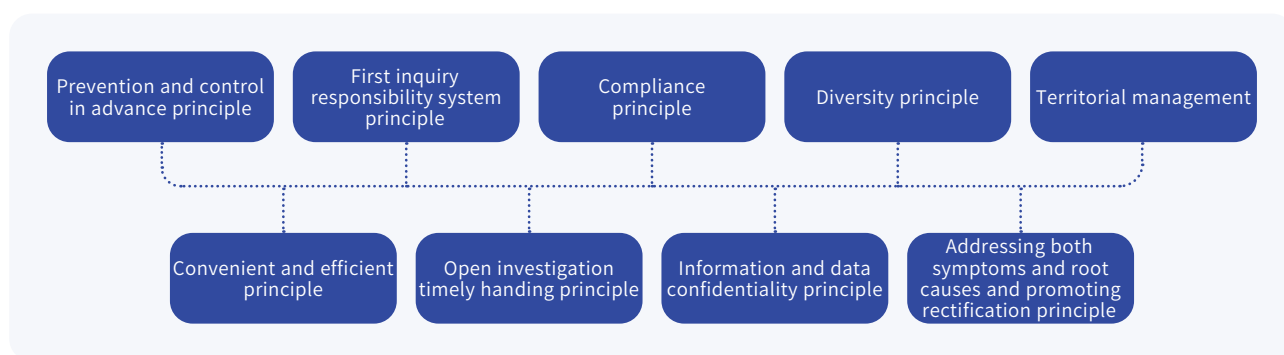 Prevention and control
in advance principle
First inquiry
responsibility system
principle
Compliance
principle
Diversity principle
Territorial management
Convenient and efficient
principle
Open investigation
timely handing principle
Information and data
confidentiality principle
Addressing both
symptoms and root
causes and promoting
rectification principle